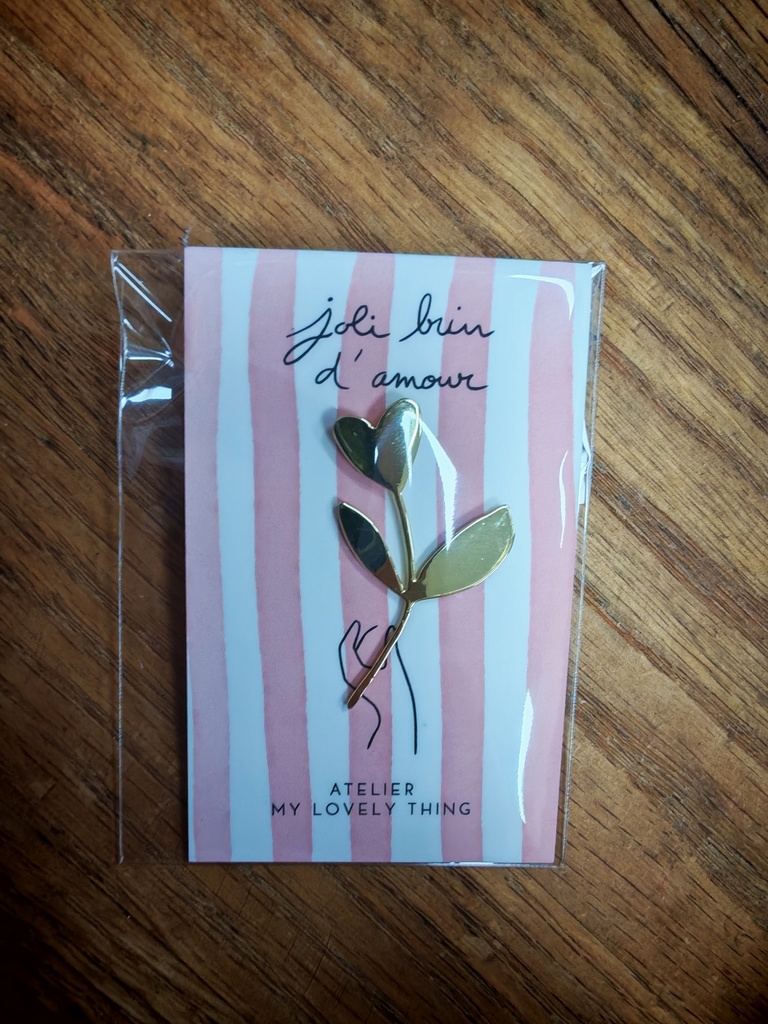 joli brin
d'amour
ATELIER
MY LOVELY THING